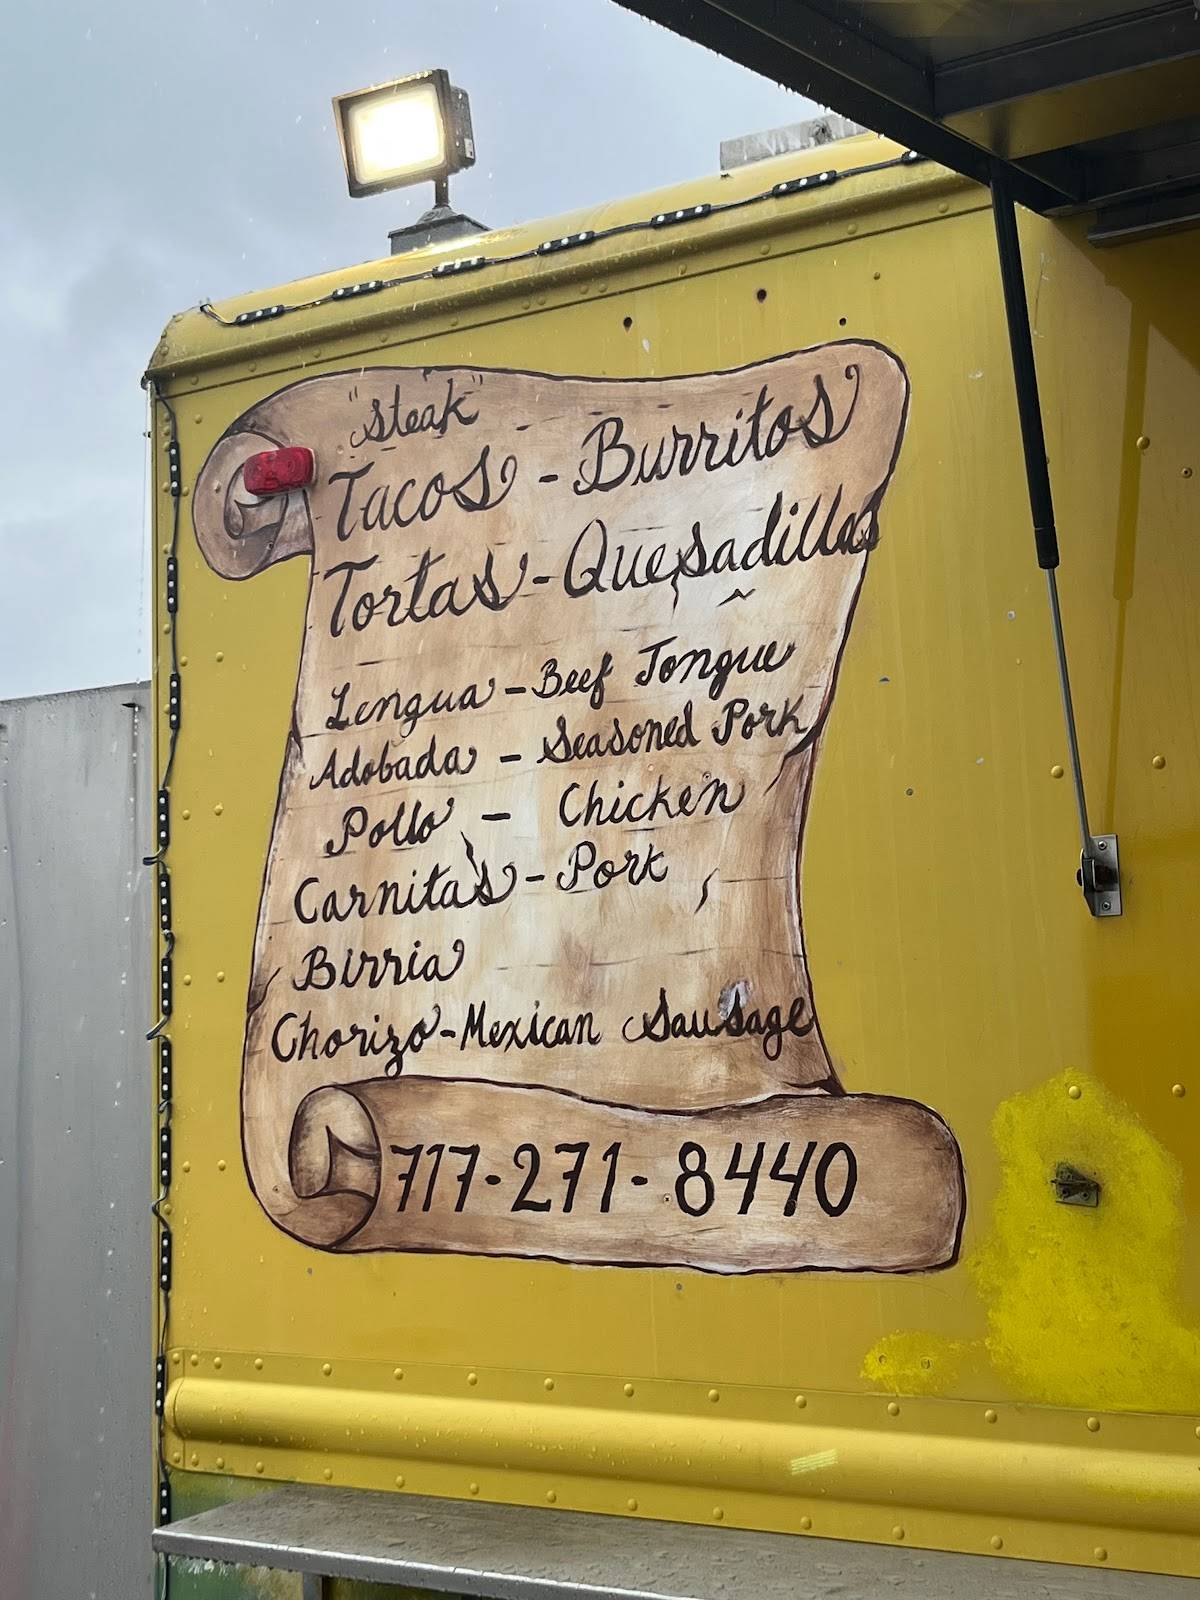 "Steak"
Tacos - Burritos
Tortas - Quesadillas
Lengua - Beef Tongue
Adobada - Seasoned Pork
Pollo - Chicken
Carnitas - Pork
Birria
Chorizo - Mexican Sausage
717-271-8440